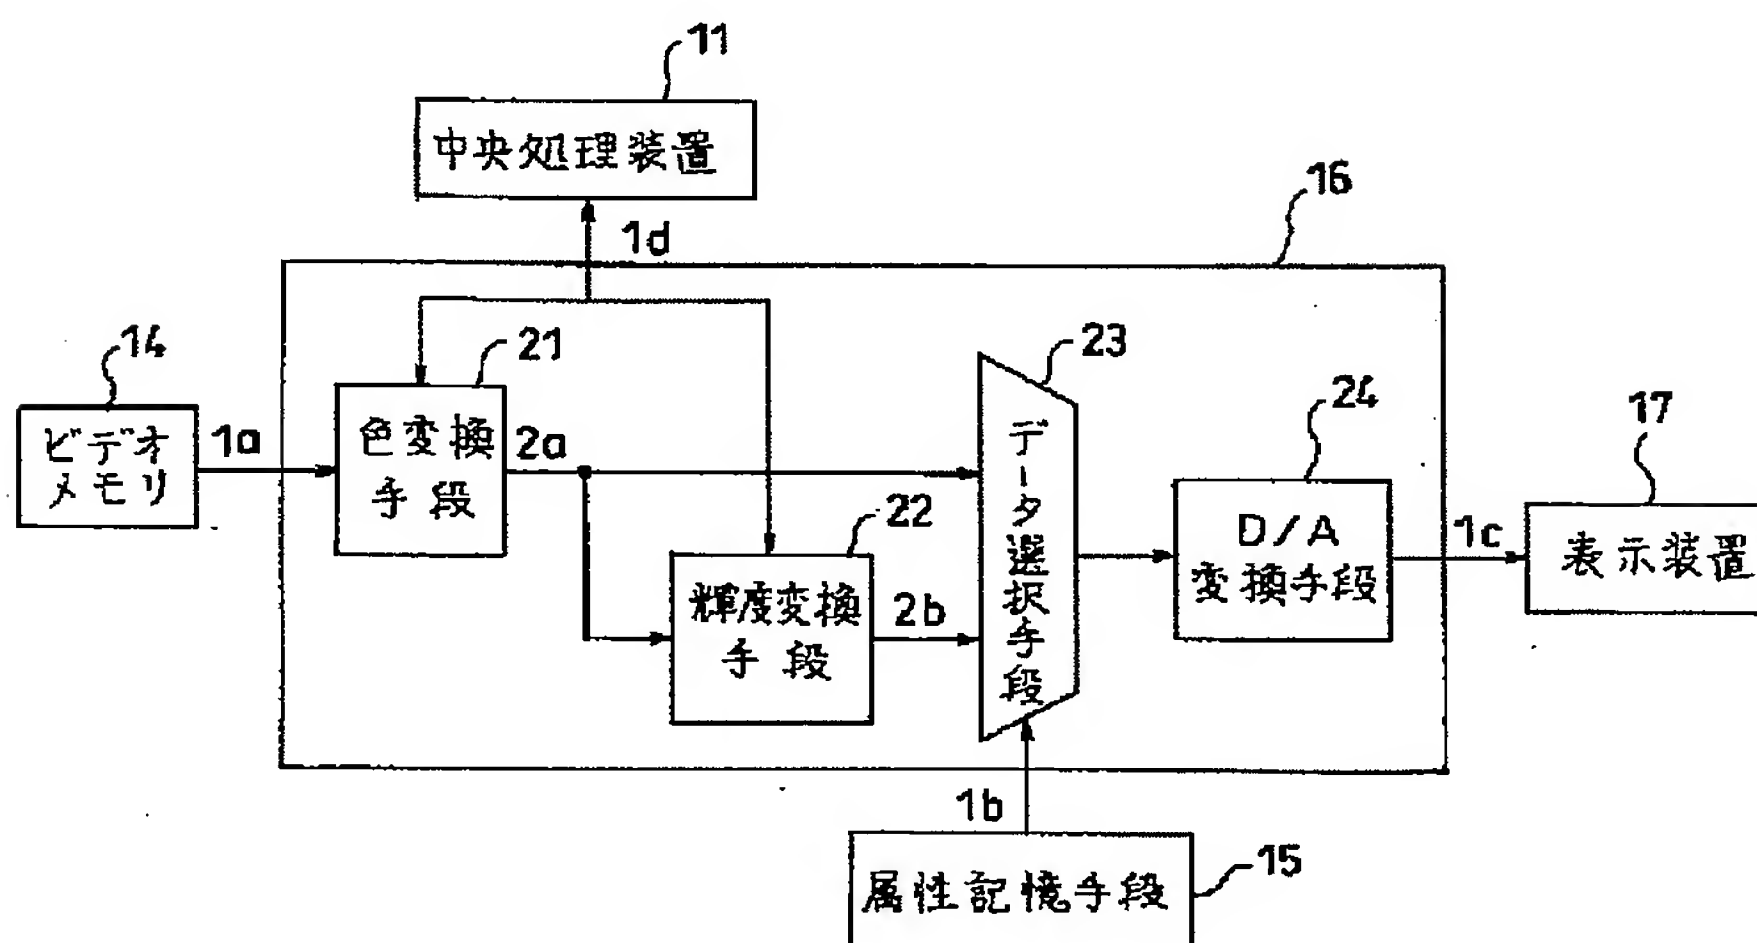 11
中央処理装置
1d
16
14
ビデオ
メモリ
1a
21
色変換
手段
2a
22
輝度変換
手段
2b
23
データ選択手段
24
D/A
変換手段
1c
17
表示装置
1b
属性記憶手段
15